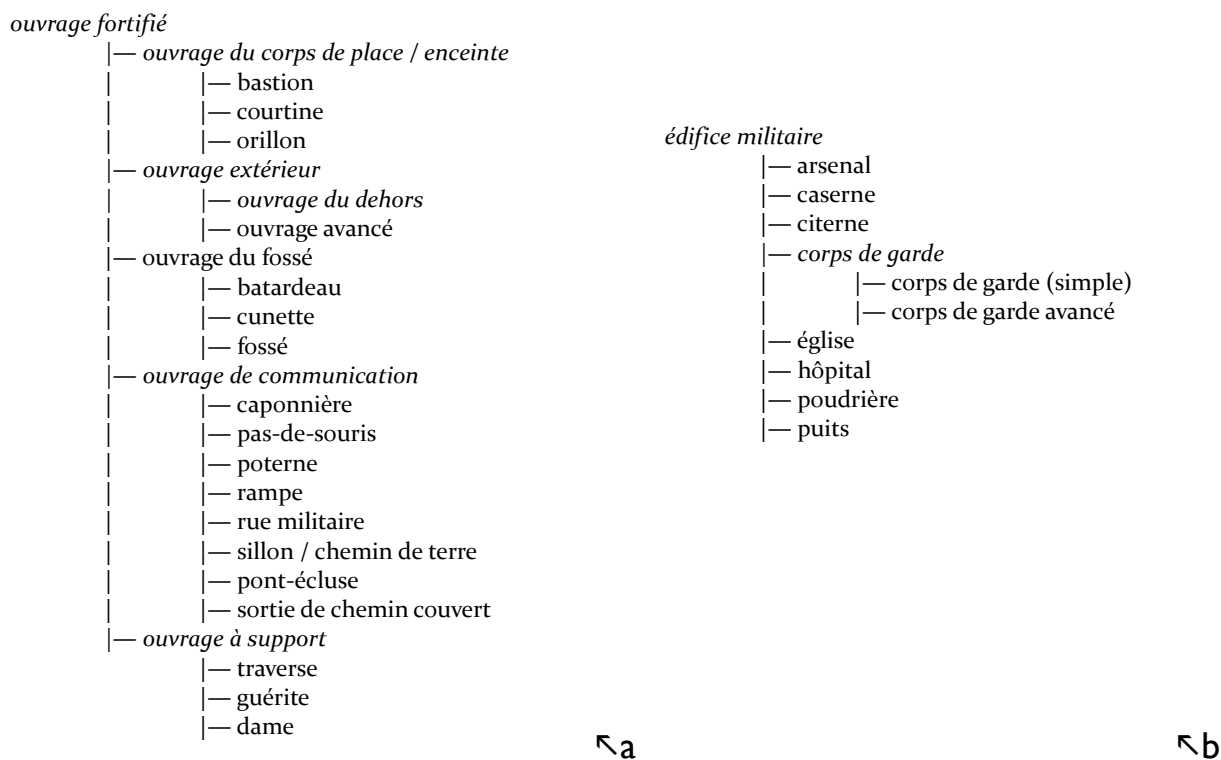 ouvrage fortifié
|— ouvrage du corps de place / enceinte
| |— bastion
| |— courtine
| |— orillon
|— ouvrage extérieur
| |— ouvrage du dehors
| |— ouvrage avancé
|— ouvrage du fossé
| |— batardeau
| |— cunette
| |— fossé
|— ouvrage de communication
| |— caponnière
| |— pas-de-souris
| |— poterne
| |— rampe
| |— rue militaire
| |— sillon / chemin de terre
| |— pont-écluse
| |— sortie de chemin couvert
|— ouvrage à support
|— traverse
|— guérite
|— dame
↖a
édifice militaire
|— arsenal
|— caserne
|— citerne
|— corps de garde
| |— corps de garde (simple)
| |— corps de garde avancé
|— église
|— hôpital
|— poudrière
|— puits
↖b